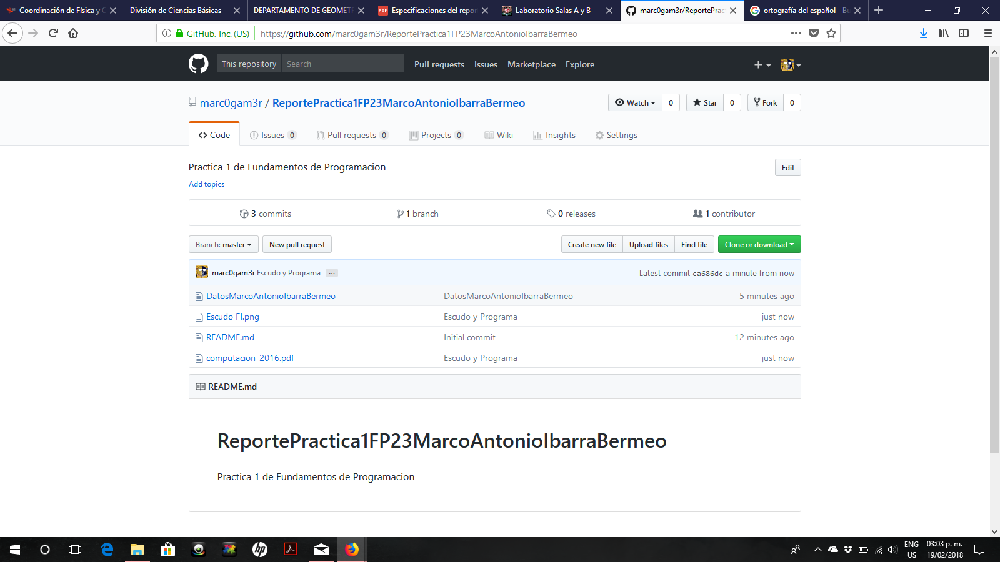 Coordinación de Física y C
División de Ciencias Básicas
DEPARTAMENTO DE GEOMET
PDF Especificaciones del repor
Laboratorio Salas A y B
marc0gam3r/ReportePrac
ortografía del español - Bu
GitHub, Inc. (US)
https://github.com/marc0gam3r/ReportePractica1FP23MarcoAntonioIbarraBermeo
This repository
Search
Pull requests
Issues
Marketplace
Explore
marc0gam3r / ReportePractica1FP23MarcoAntonioIbarraBermeo
Watch 0
Star 0
Fork 0
Code
Issues 0
Pull requests 0
Projects 0
Wiki
Insights
Settings
Practica 1 de Fundamentos de Programacion
Edit
Add topics
3 commits
1 branch
0 releases
1 contributor
Branch: master
New pull request
Create new file
Upload files
Find file
Clone or download
marc0gam3r Escudo y Programa ...
Latest commit ca686dc a minute from now
DatosMarcoAntonioIbarraBermeo DatosMarcoAntonioIbarraBermeo 5 minutes ago
Escudo FI.png Escudo y Programa just now
README.md Initial commit 12 minutes ago
computacion_2016.pdf Escudo y Programa just now
README.md
ReportePractica1FP23MarcoAntonioIbarraBermeo
Practica 1 de Fundamentos de Programacion
hp
ENG
US
03:03 p. m.
19/02/2018